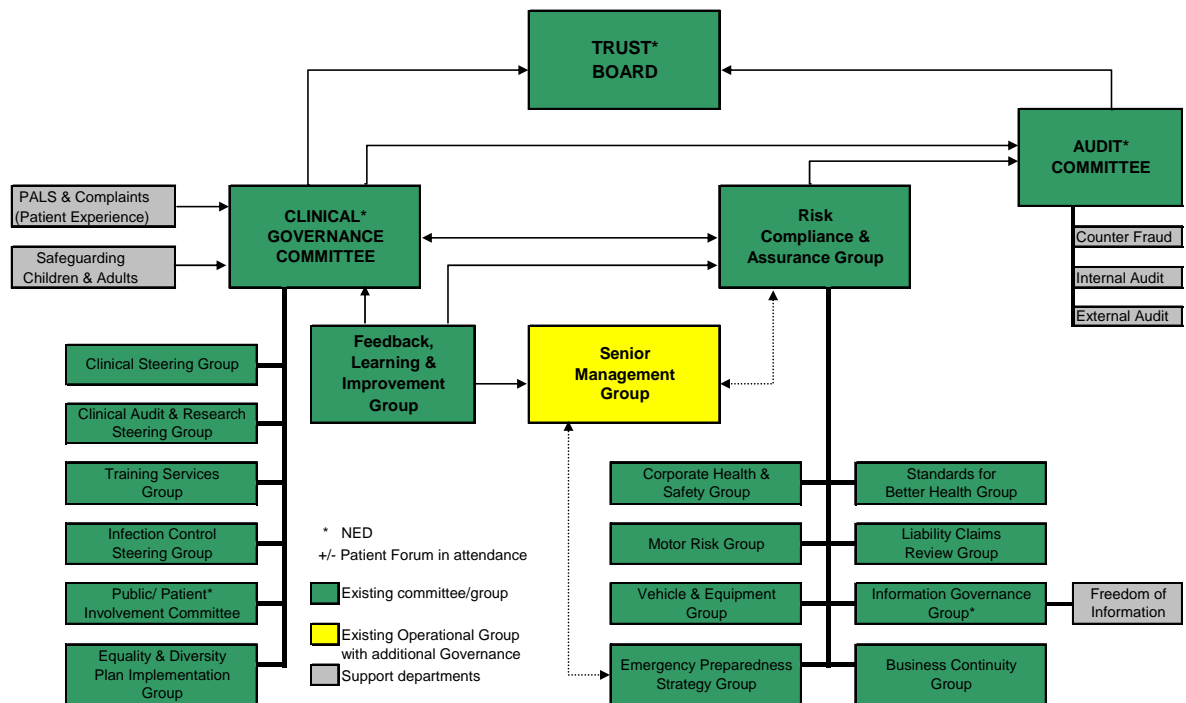 TRUST*
BOARD
AUDIT*
COMMITTEE
PALS & Complaints
(Patient Experience)
CLINICAL*
GOVERNANCE
COMMITTEE
Risk
Compliance &
Assurance Group
Safeguarding
Children & Adults
Counter Fraud
Internal Audit
External Audit
Feedback,
Learning &
Improvement
Group
Senior
Management
Group
Clinical Steering Group
Clinical Audit & Research
Steering Group
Training Services
Group
Infection Control
Steering Group
Public/ Patient*
Involvement Committee
Equality & Diversity
Plan Implementation
Group
* NED
+/- Patient Forum in attendance
Existing committee/group
Existing Operational Group
with additional Governance
Support departments
Corporate Health &
Safety Group
Standards for
Better Health Group
Motor Risk Group
Liability Claims
Review Group
Vehicle & Equipment
Group
Information Governance
Group*
Freedom of
Information
Emergency Preparedness
Strategy Group
Business Continuity
Group